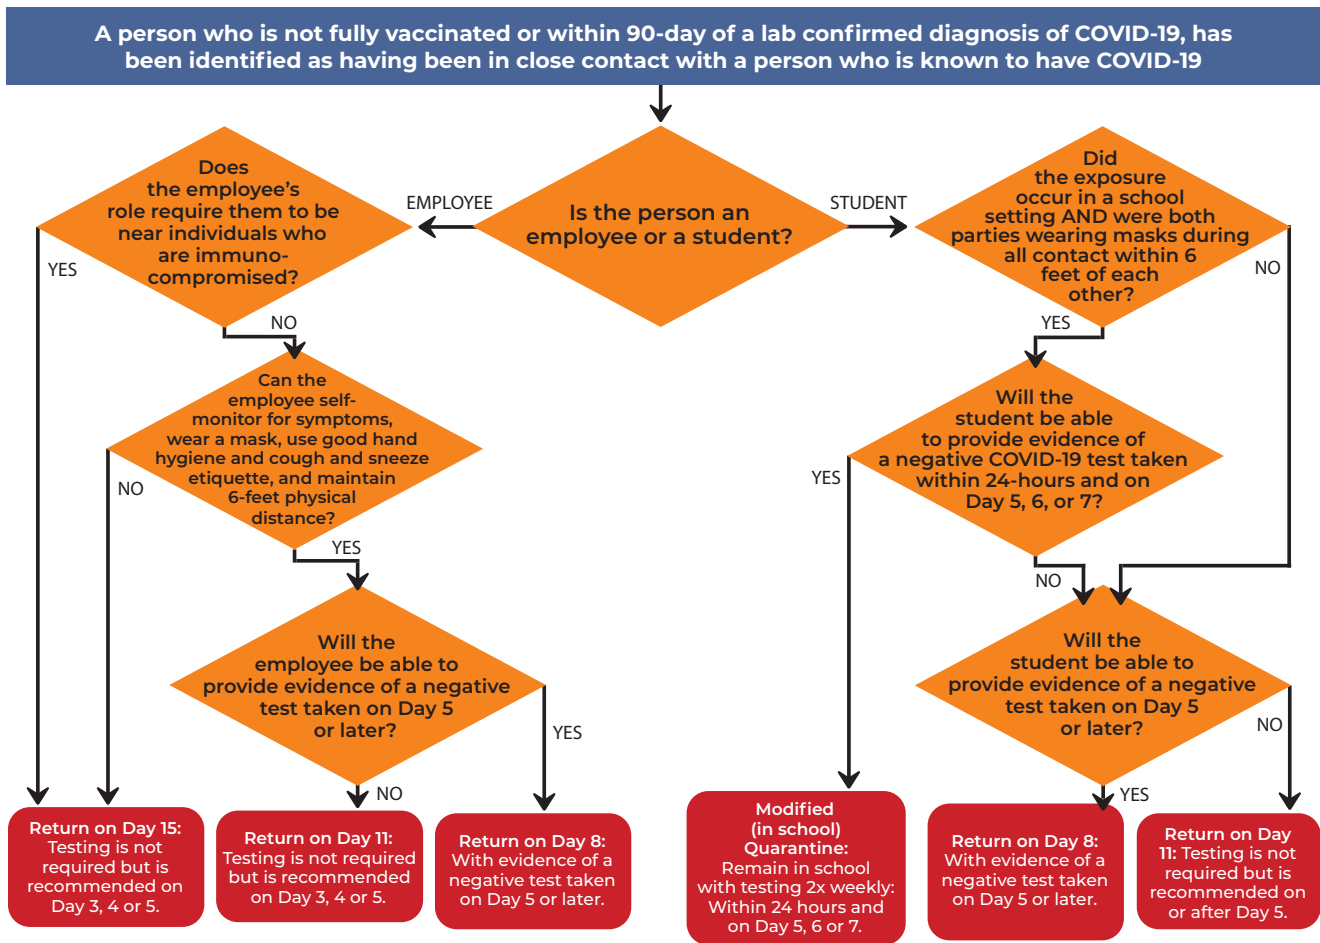 A person who is not fully vaccinated or within 90-day of a lab confirmed diagnosis of COVID-19, has
been identified as having been in close contact with a person who is known to have COVID-19
Is the person an
employee or a student?
EMPLOYEE
STUDENT
Does
the employee's
role require them to be
near individuals who
are immuno-
compromised?
YES
NO
Can the
employee self-
monitor for symptoms,
wear a mask, use good hand
hygiene and cough and sneeze
etiquette, and maintain
6-feet physical
distance?
NO
YES
Will the
employee be able to
provide evidence of a negative
test taken on Day 5
or later?
YES
NO
Return on Day 15:
Testing is not
required but is
recommended on
Day 3, 4 or 5.
Return on Day 11:
Testing is not required
but is recommended
on Day 3, 4 or 5.
Return on Day 8:
With evidence of a
negative test taken
on Day 5 or later.
Did
the exposure
occur in a school
setting AND were both
parties wearing masks during
all contact within 6
feet of each
other?
NO
YES
Will the
student be able
to provide evidence of
a negative COVID-19 test taken
within 24-hours and on
Day 5, 6, or 7?
YES
NO
Will the
student be able to
provide evidence of a negative
test taken on Day 5
or later?
NO
YES
Modified
(in school)
Quarantine:
Remain in school
with testing 2x weekly:
Within 24 hours and
on Day 5, 6 or 7.
Return on Day 8:
With evidence of a
negative test taken
on Day 5 or later.
Return on Day
11: Testing is not
required but is
recommended on
or after Day 5.